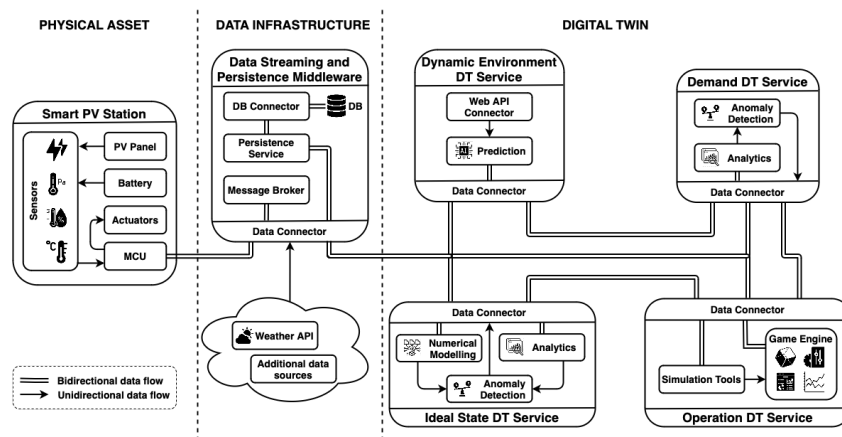 PHYSICAL ASSET
DATA INFRASTRUCTURE
DIGITAL TWIN
Smart PV Station
Sensors
Pa
°C
PV Panel
Battery
Actuators
MCU
Bidirectional data flow
Unidirectional data flow
Data Streaming and
Persistence Middleware
DB Connector
DB
Persistence
Service
Message Broker
Data Connector
Weather API
Additional data
sources
Dynamic Environment
DT Service
Web API
Connector
AI
Prediction
Data Connector
Demand DT Service
Anomaly
Detection
Analytics
Data Connector
Data Connector
Numerical
Modelling
Analytics
Anomaly
Detection
Ideal State DT Service
Data Connector
Game Engine
Simulation Tools
Operation DT Service